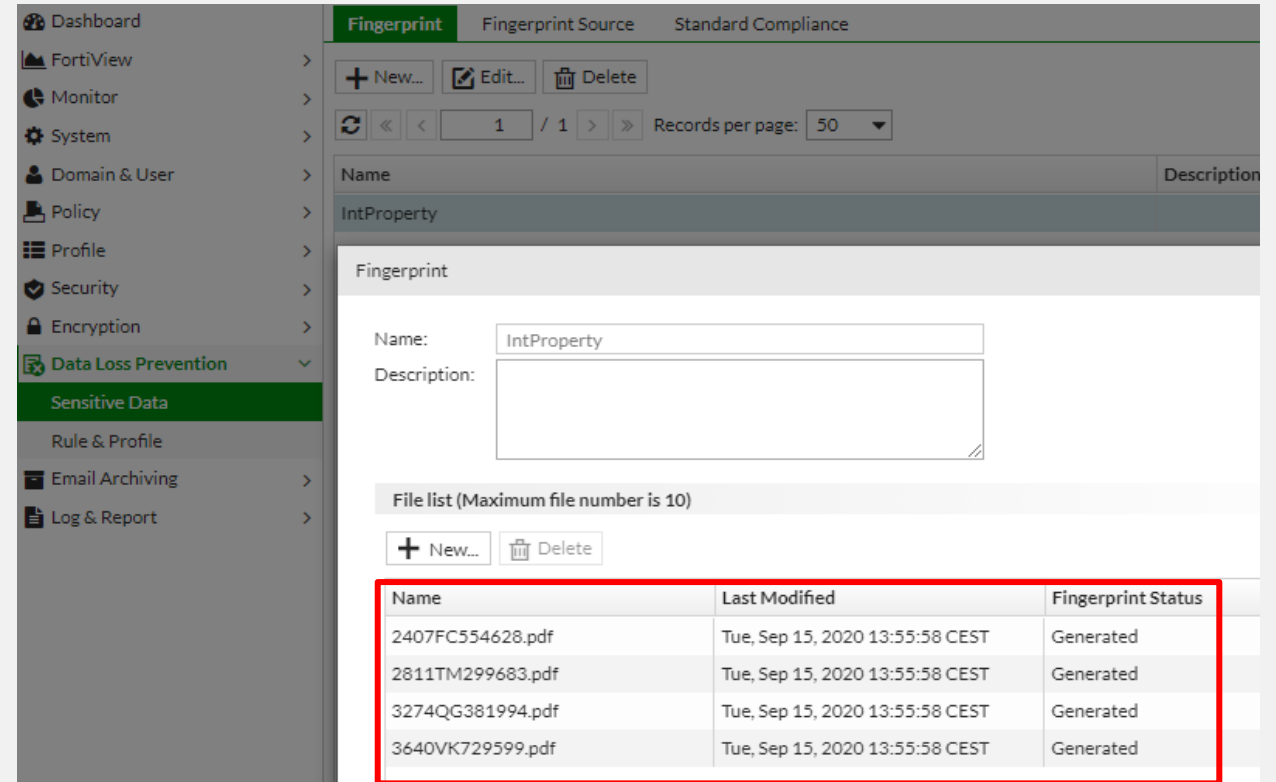 Dashboard
FortiView
Monitor
System
Domain & User
Policy
Profile
Security
Encryption
Data Loss Prevention
Sensitive Data
Rule & Profile
Email Archiving
Log & Report
Fingerprint Fingerprint Source Standard Compliance
New... Edit... Delete
1 / 1 Records per page: 50
Name Description
IntProperty
Fingerprint
Name: IntProperty
Description:
File list (Maximum file number is 10)
New... Delete
Name Last Modified Fingerprint Status
2407FC554628.pdf Tue, Sep 15, 2020 13:55:58 CEST Generated
2811TM299683.pdf Tue, Sep 15, 2020 13:55:58 CEST Generated
3274QG381994.pdf Tue, Sep 15, 2020 13:55:58 CEST Generated
3640VK729599.pdf Tue, Sep 15, 2020 13:55:58 CEST Generated